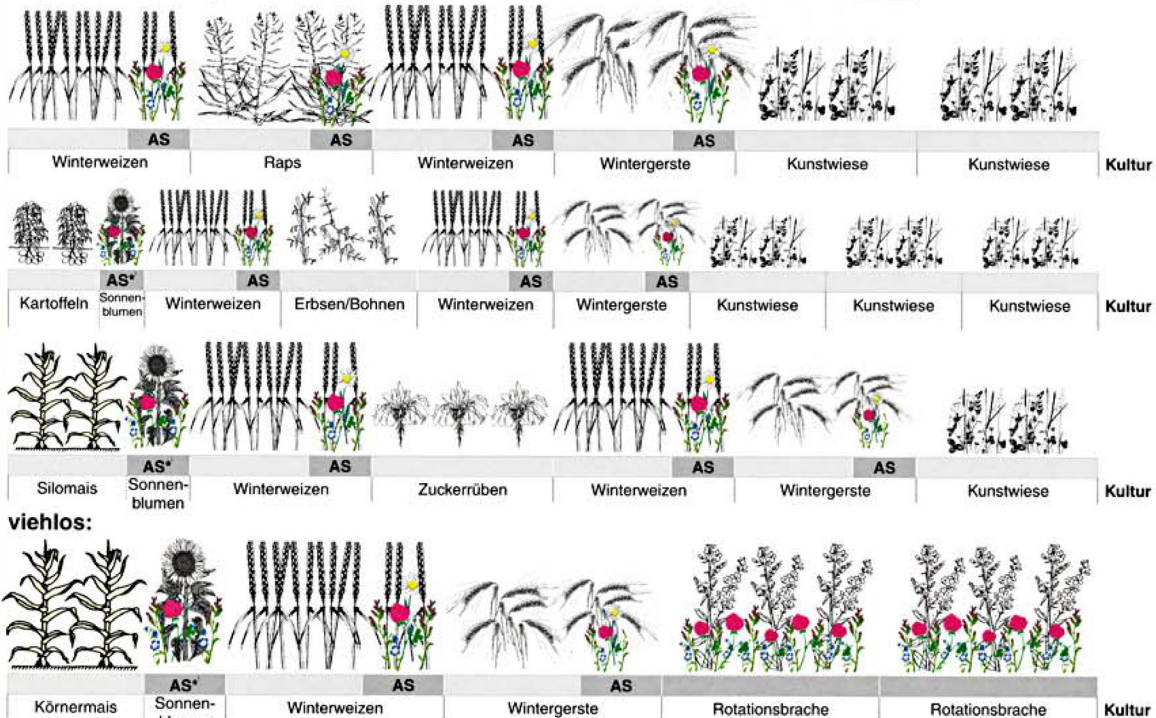 AS AS AS AS
Winterweizen Raps Winterweizen Wintergerste Kunstwiese Kunstwiese Kultur
AS* AS AS AS
Kartoffeln Sonnen- Winterweizen Erbsen/Bohnen Winterweizen Wintergerste Kunstwiese Kunstwiese Kunstwiese Kultur
blumen
AS* AS AS AS
Silomais Sonnen- Winterweizen Zuckerrüben Winterweizen Wintergerste Kunstwiese Kultur
blumen
viehlos:
AS* AS AS
Körnermais Sonnen- Winterweizen Wintergerste Rotationsbrache Rotationsbrache Kultur